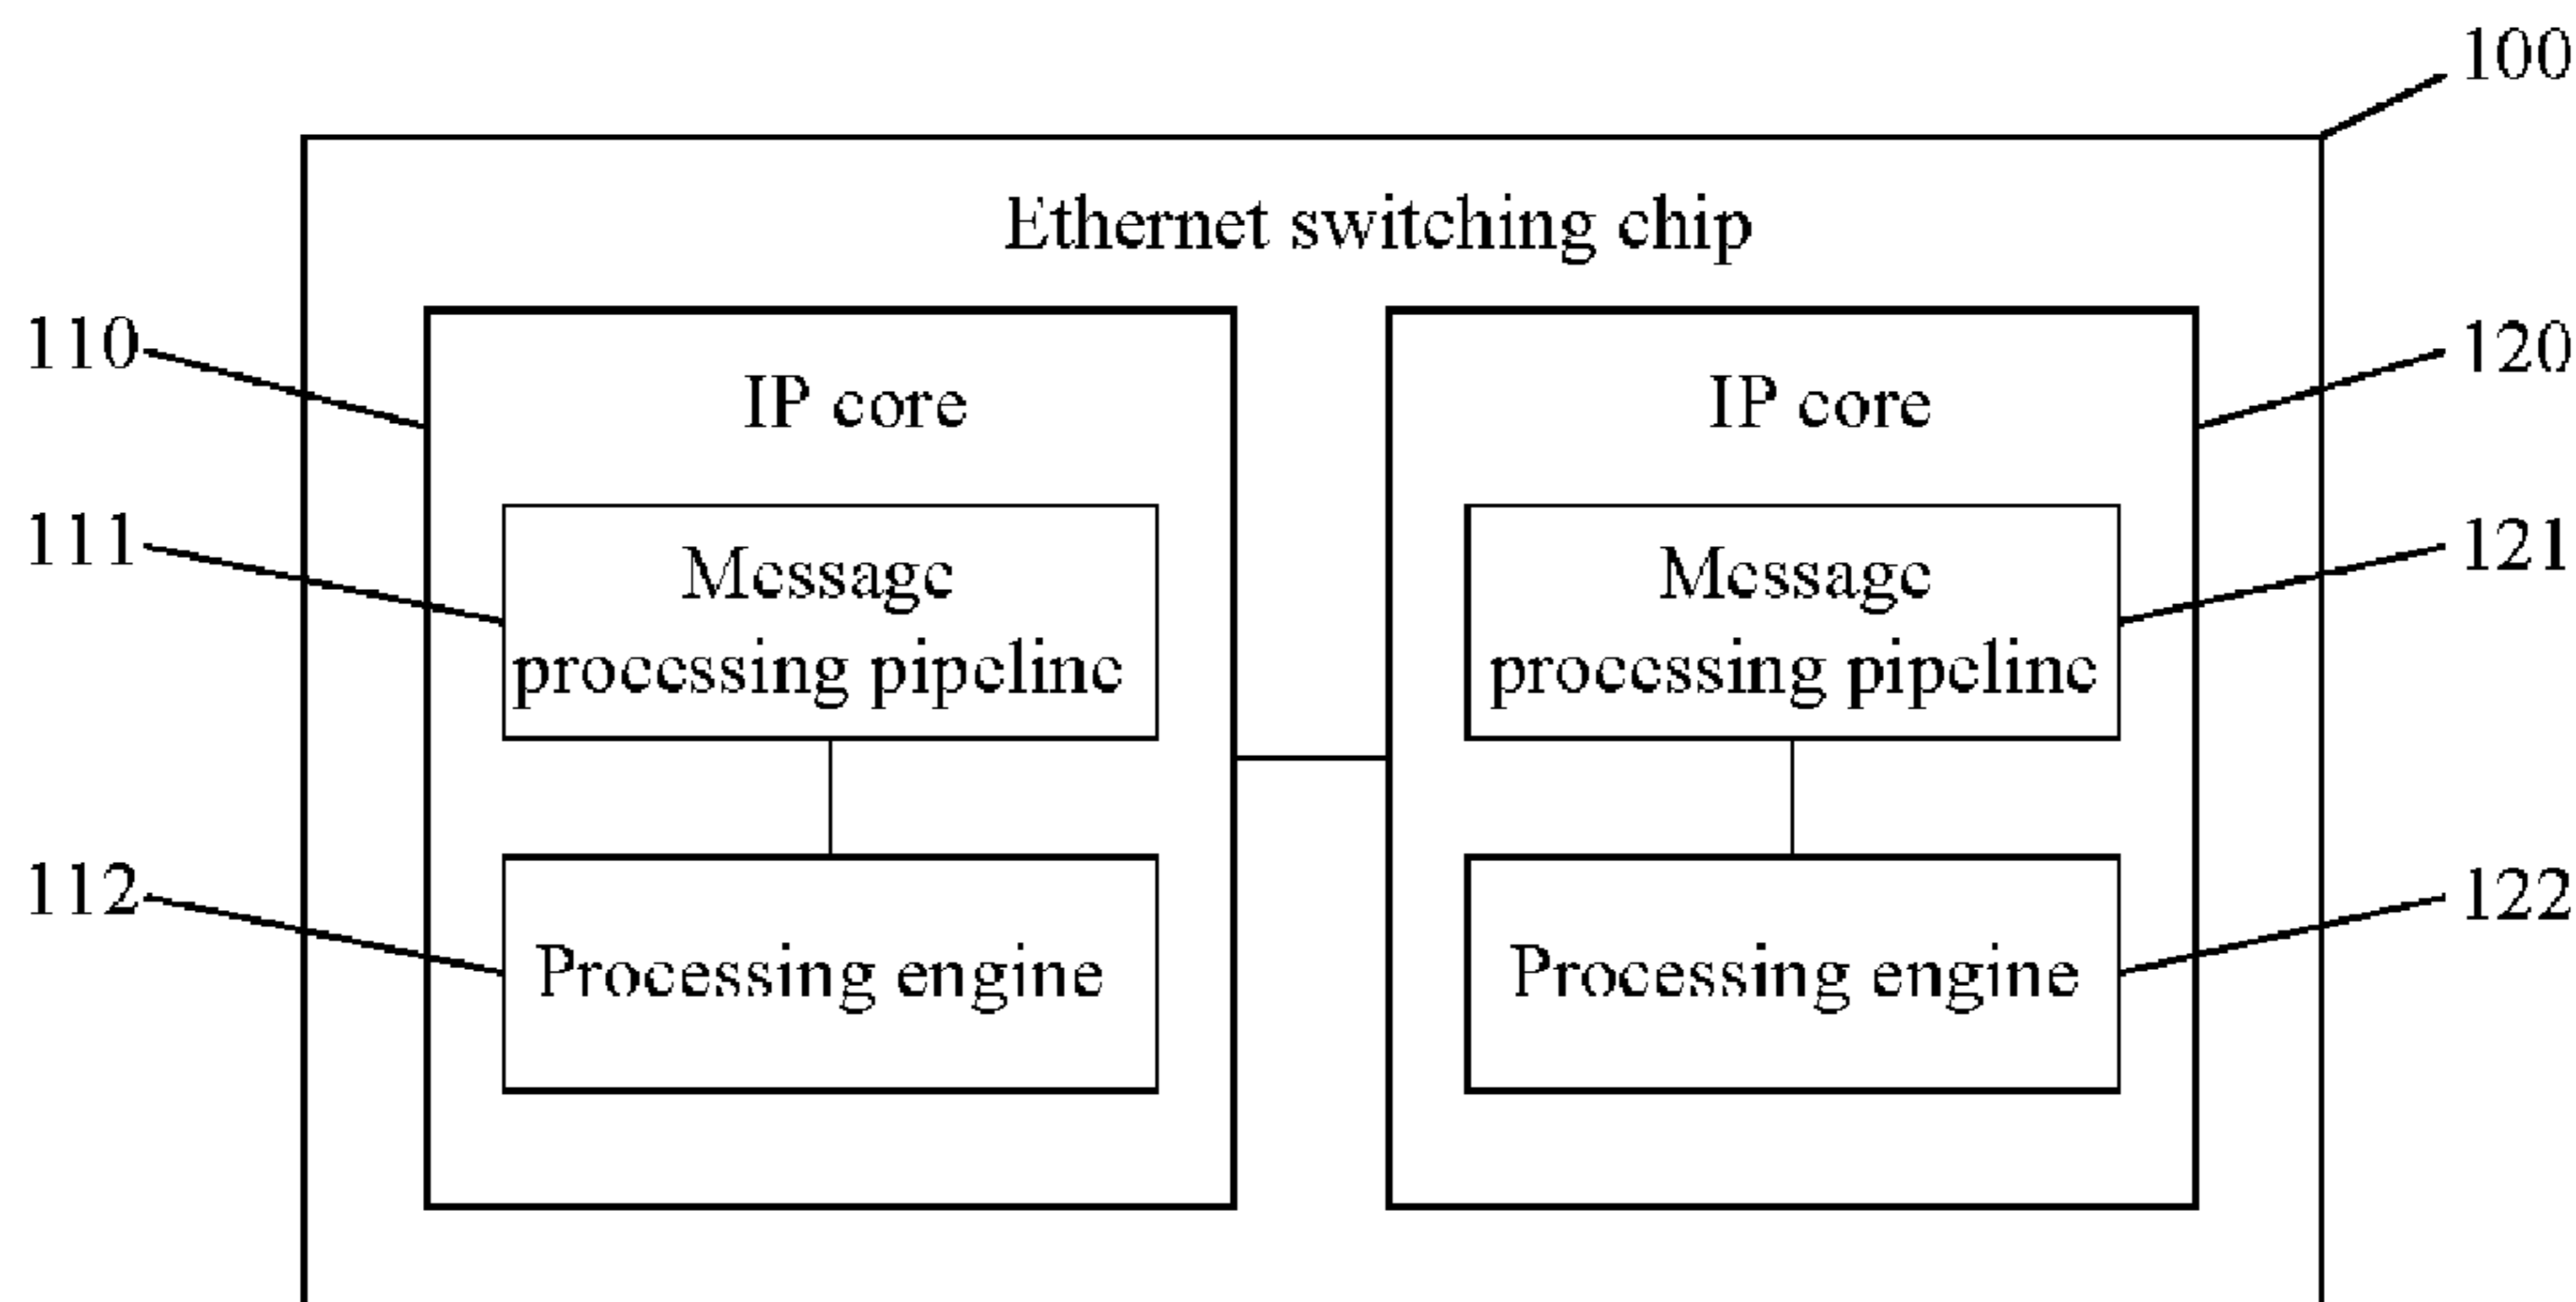 100
Ethernet switching chip
110
IP core
IP core
120
111
Message
processing pipeline
Message
processing pipeline
121
112
Processing engine
Processing engine
122